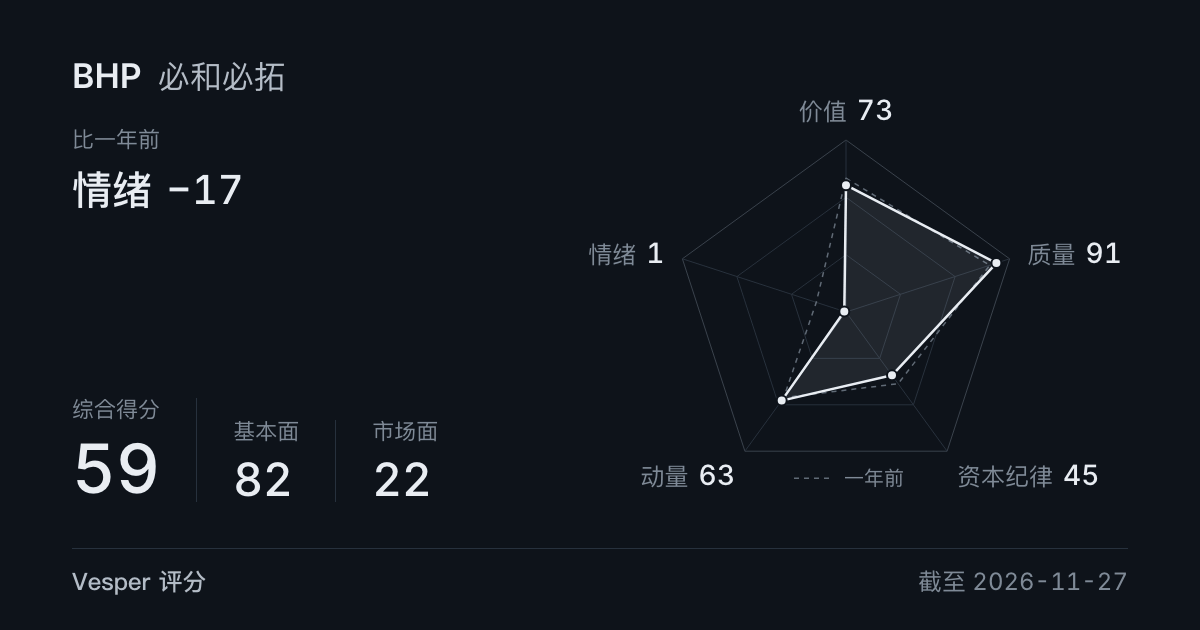 BHP 必和必拓
比一年前
情绪 −17
价值 73
情绪 1
质量 91
动量 63
---- 一年前
资本纪律 45
综合得分
59
基本面
82
市场面
22
Vesper 评分
截至 2026-11-27